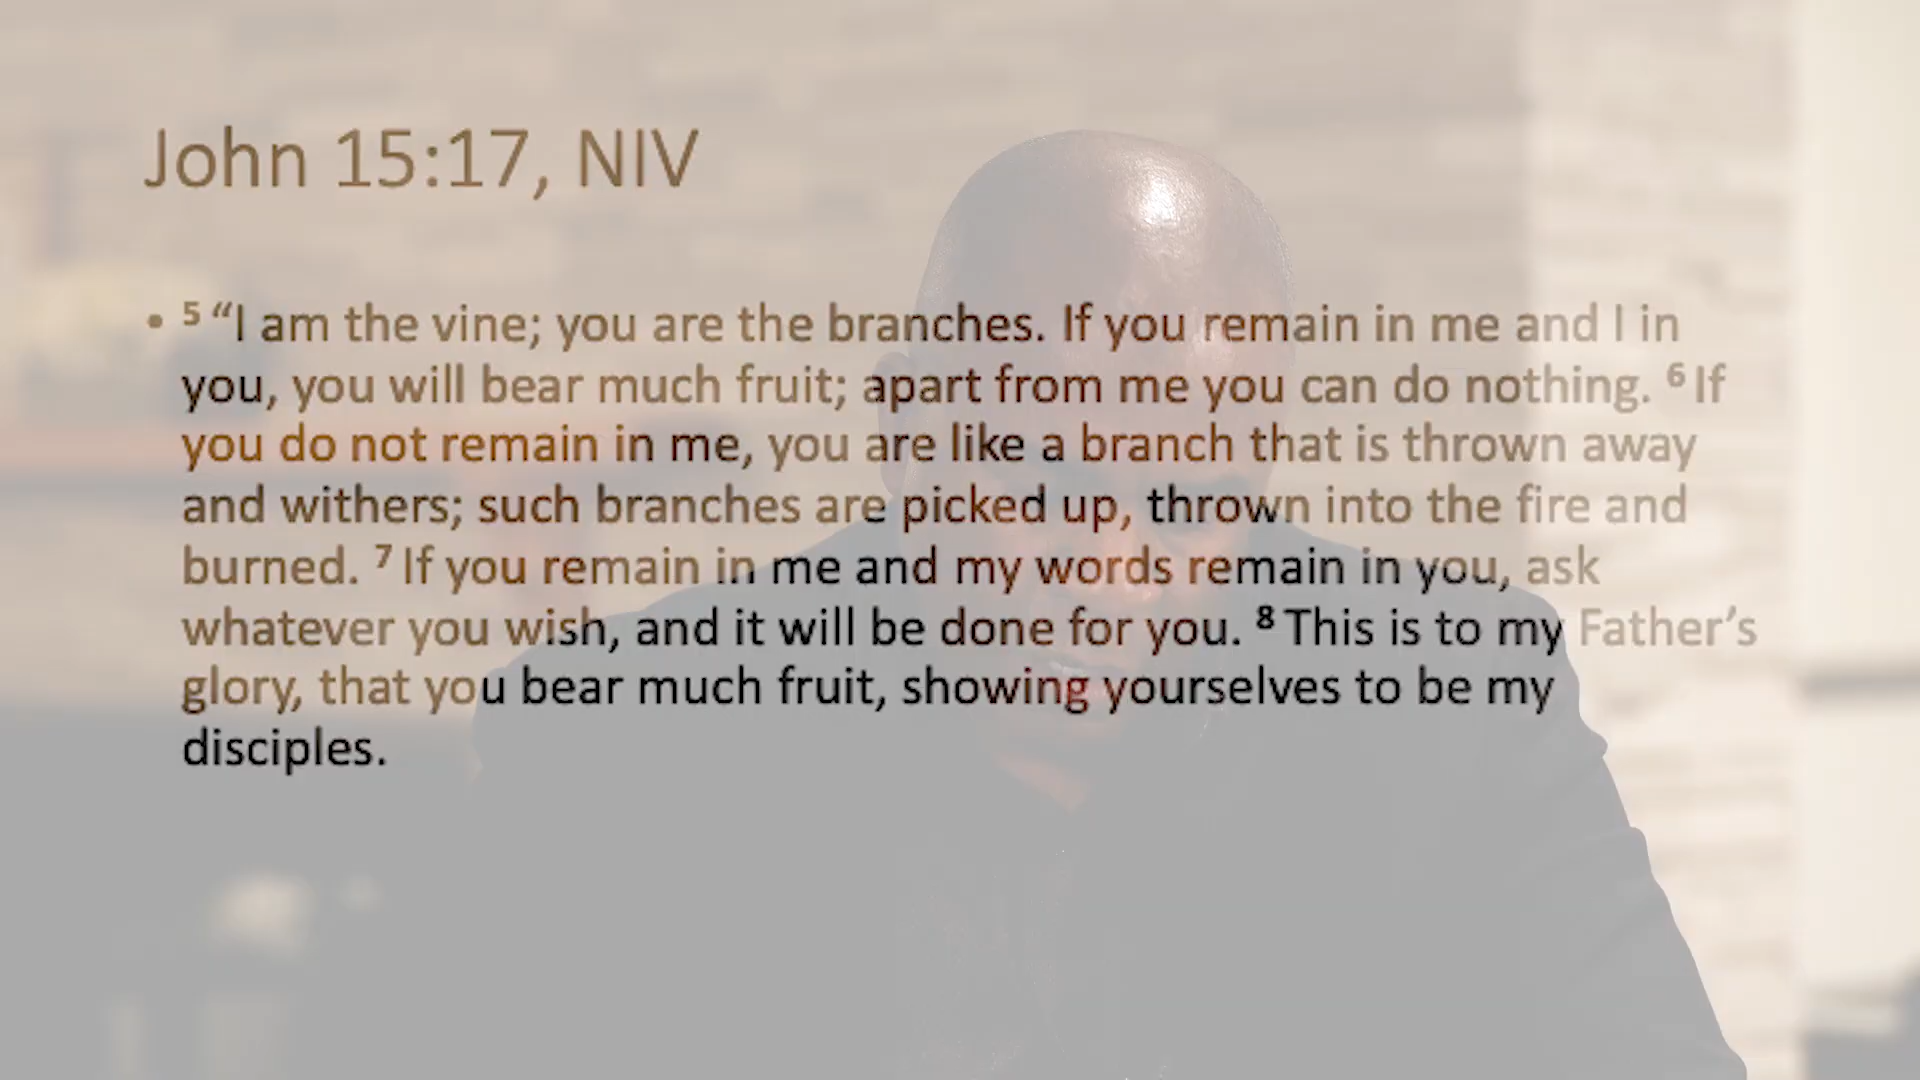 John 15:17, NIV
• ⁵ “I am the vine; you are the branches. If you remain in me and I in
you, you will bear much fruit; apart from me you can do nothing. ⁶ If
you do not remain in me, you are like a branch that is thrown away
and withers; such branches are picked up, thrown into the fire and
burned. ⁷ If you remain in me and my words remain in you, ask
whatever you wish, and it will be done for you. ⁸ This is to my Father’s
glory, that you bear much fruit, showing yourselves to be my
disciples.